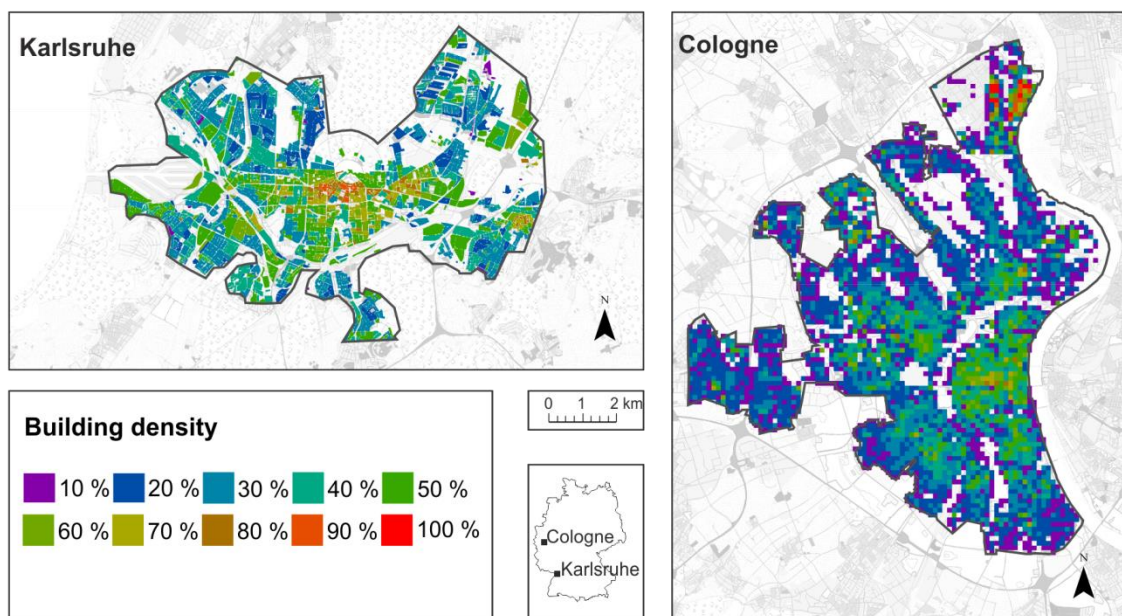 Karlsruhe
N
Cologne
N
Building density
10 % 20 % 30 % 40 % 50 %
60 % 70 % 80 % 90 % 100 %
0 1 2 km
Cologne
Karlsruhe